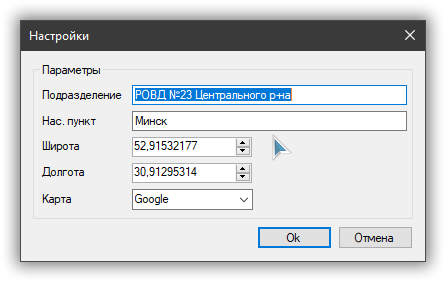 Настройки
Параметры
Подразделение РОВД №23 Центрального р-на
Нас. пункт Минск
Широта 52,91532177
Долгота 30,91295314
Карта Google
Ok Отмена